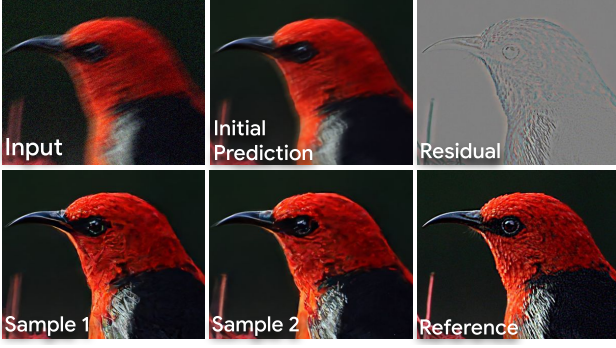 Input
Initial
Prediction
Residual
Sample 1
Sample 2
Reference